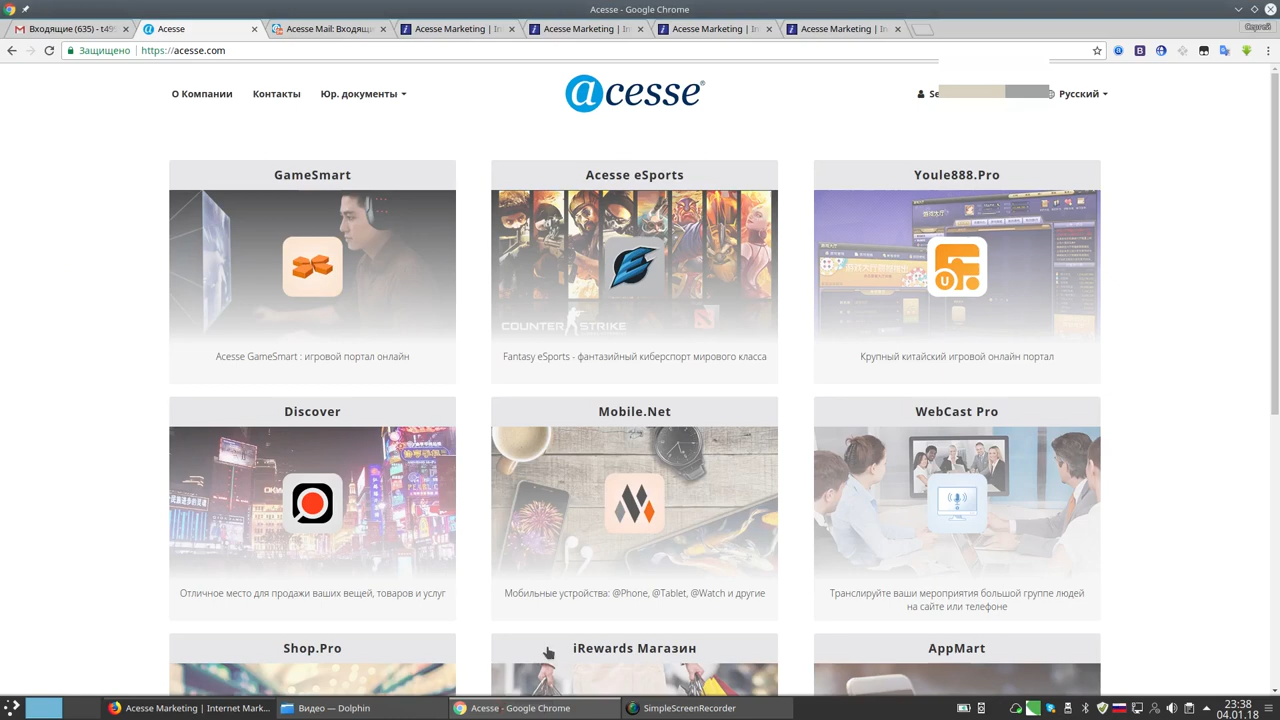 Acesse - Google Chrome
Входящие (635) - t499
Acesse
Acesse Mail: Входящ
Acesse Marketing | In
Acesse Marketing | In
Acesse Marketing | In
Acesse Marketing | In
Сергей
Защищено
https://acesse.com
О Компании
Контакты
Юр. документы
acesse®
Se
Русский
GameSmart
Acesse eSports
Youle888.Pro
COUNTER STRIKE
Acesse GameSmart : игровой портал онлайн
Fantasy eSports - фантазийный киберспорт мирового класса
Крупный китайский игровой онлайн портал
Discover
Mobile.Net
WebCast Pro
Отличное место для продажи ваших вещей, товаров и услуг
Мобильные устройства: @Phone, @Tablet, @Watch и другие
Транслируйте ваши мероприятия большой группе людей
на сайте или телефоне
Shop.Pro
iRewards Магазин
AppMart
Acesse Marketing | Internet Mark...
Видео — Dolphin
Acesse - Google Chrome
SimpleScreenRecorder
23:38
04.01.18